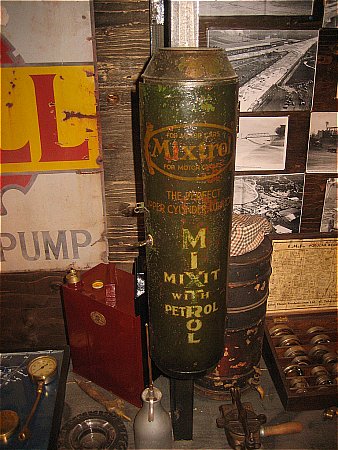 LL
PUMP
FOR MOTOR CARS
Mixtrol
FOR MOTOR CYCLES
THE PERFECT
UPPER CYLINDER LUBRICANT
MIXTROL
MIX IT
WITH
PETROL